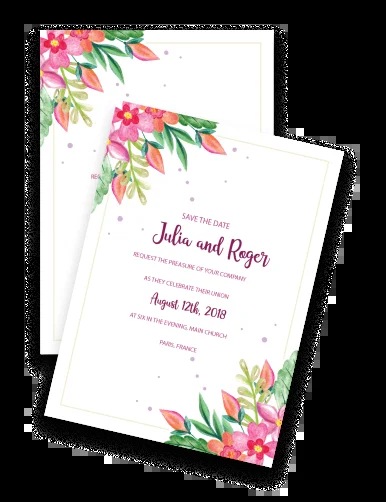 SAVE THE DATE
Julia and Roger
REQUEST THE PREASURE OF YOUR COMPANY
AS THEY CELEBRATE THEIR UNION
August 12th, 2018
AT SIX IN THE EVENING, MAIN CHURCH
PARIS, FRANCE